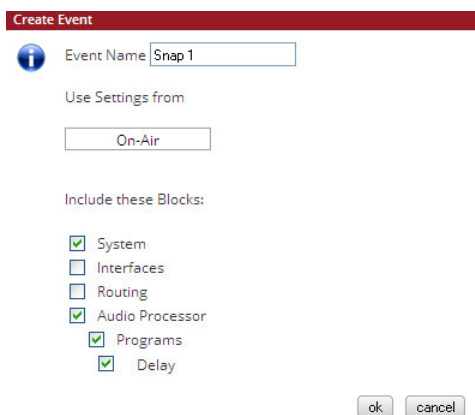 Create Event
Event Name Snap 1
Use Settings from
On-Air
Include these Blocks:
System
Interfaces
Routing
Audio Processor
Programs
Delay
ok cancel